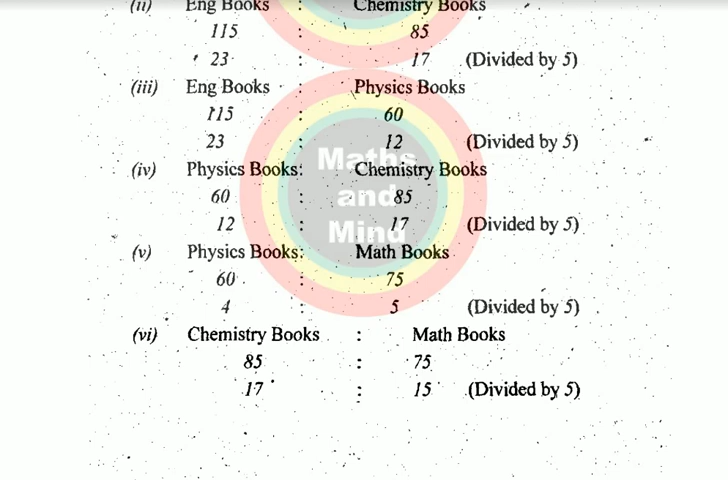 (ii) Eng Books : Chemistry Books
115 : 85
23 : 17 (Divided by 5)
(iii) Eng Books : Physics Books
115 : 60
23 : 12 (Divided by 5)
(iv) Physics Books: Chemistry Books
60 : 85
12 : 17 (Divided by 5)
(v) Physics Books: Math Books
60 : 75
4 : 5 (Divided by 5)
(vi) Chemistry Books : Math Books
85 : 75
17 : 15 (Divided by 5)
Maths
and
Mind